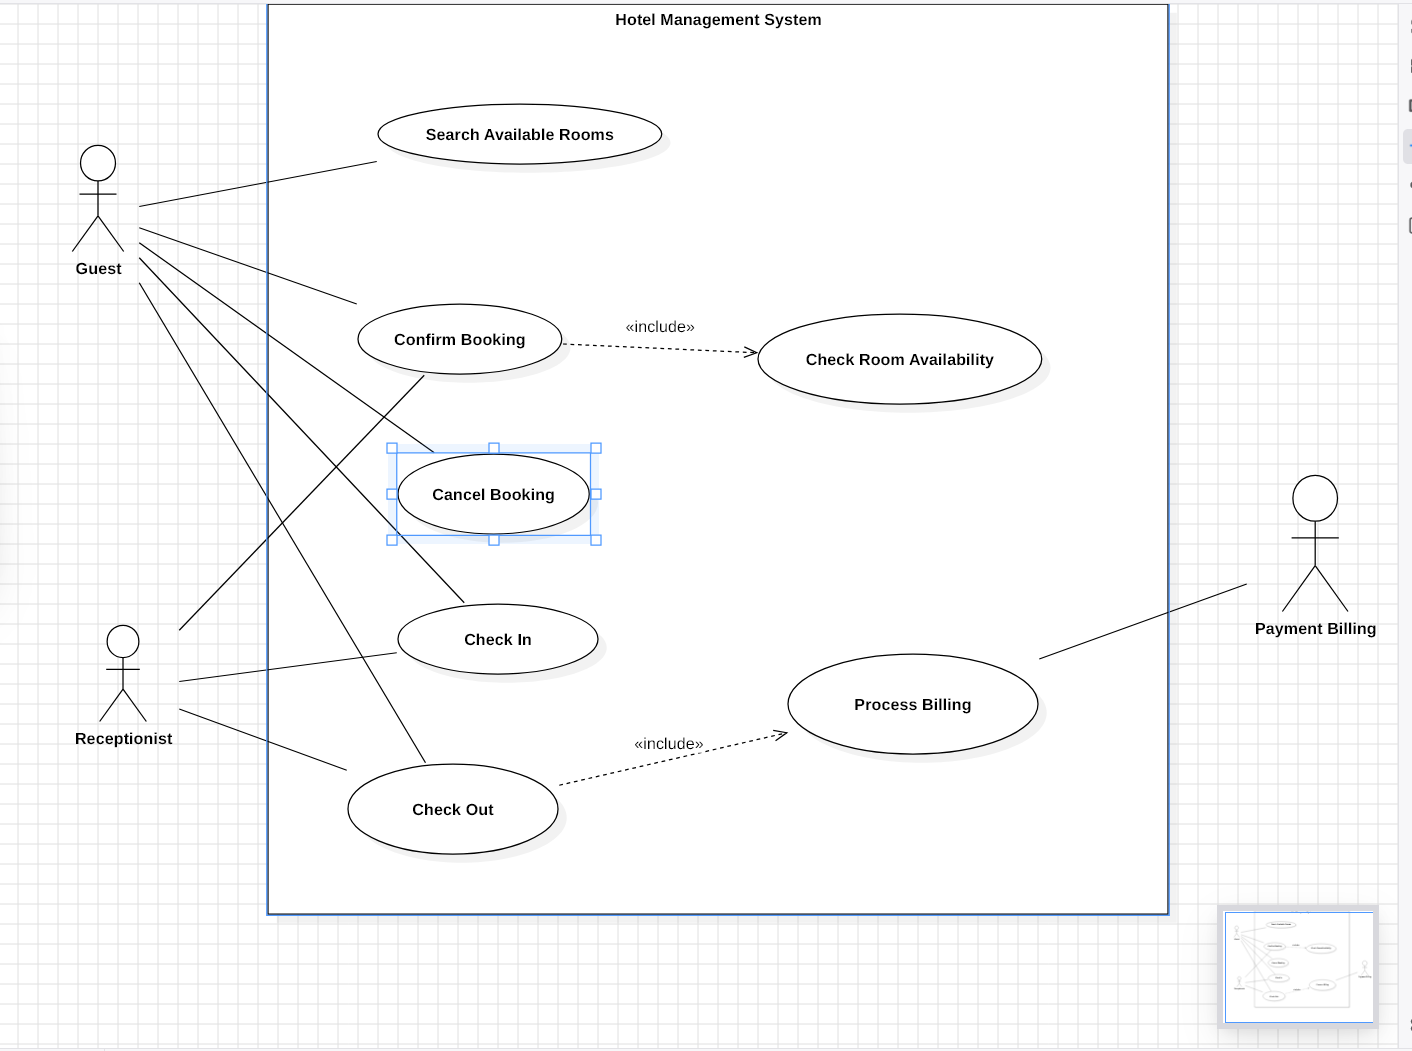 Hotel Management System
Search Available Rooms
Guest
«include»
Confirm Booking
Check Room Availability
Cancel Booking
Payment Billing
Check In
Process Billing
Receptionist
«include»
Check Out